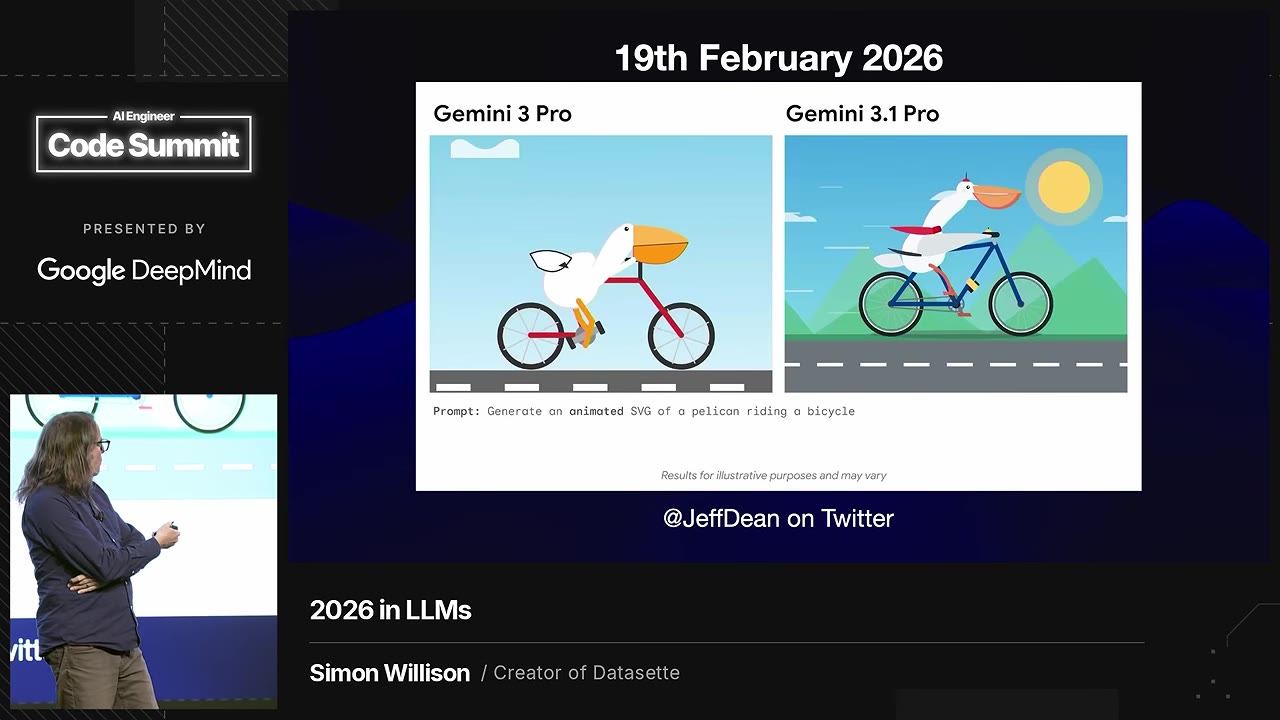 AI Engineer
Code Summit
PRESENTED BY
Google DeepMind
19th February 2026
Gemini 3 Pro
Gemini 3.1 Pro
Prompt: Generate an animated SVG of a pelican riding a bicycle
Results for illustrative purposes and may vary
@JeffDean on Twitter
2026 in LLMs
Simon Willison / Creator of Datasette